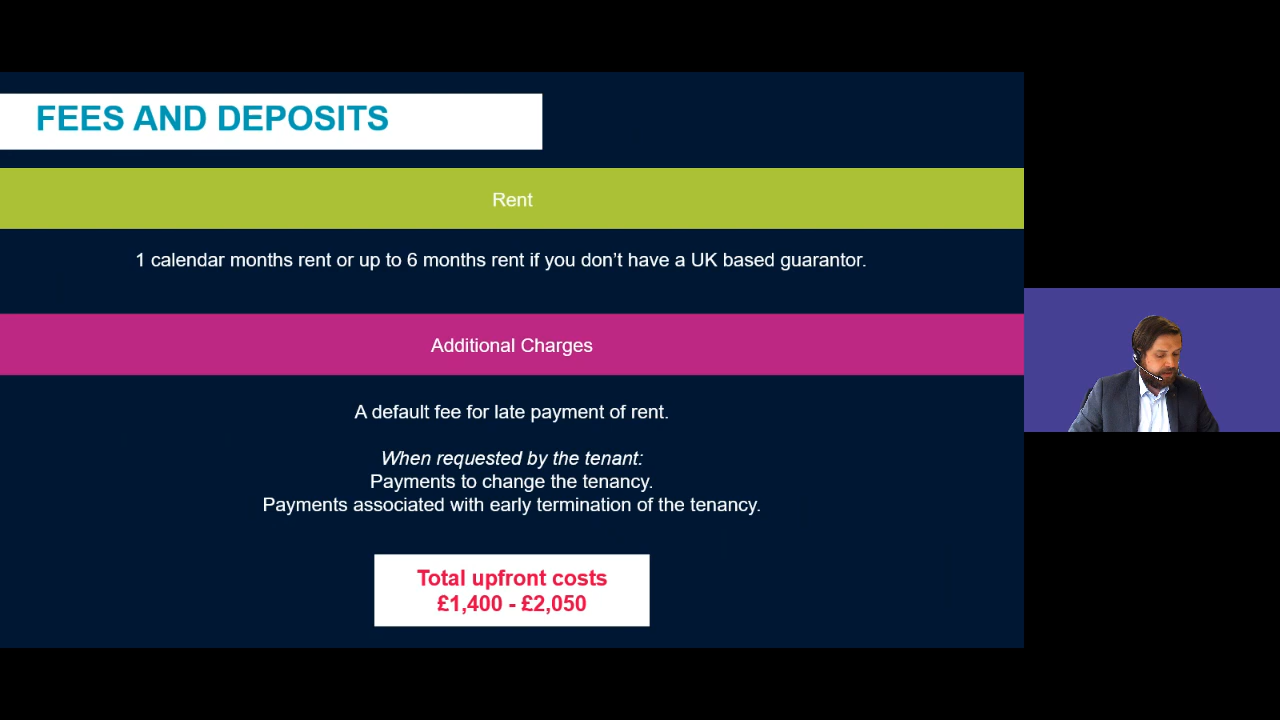 FEES AND DEPOSITS
Rent
1 calendar months rent or up to 6 months rent if you don’t have a UK based guarantor.
Additional Charges
A default fee for late payment of rent.
When requested by the tenant:
Payments to change the tenancy.
Payments associated with early termination of the tenancy.
Total upfront costs
£1,400 - £2,050